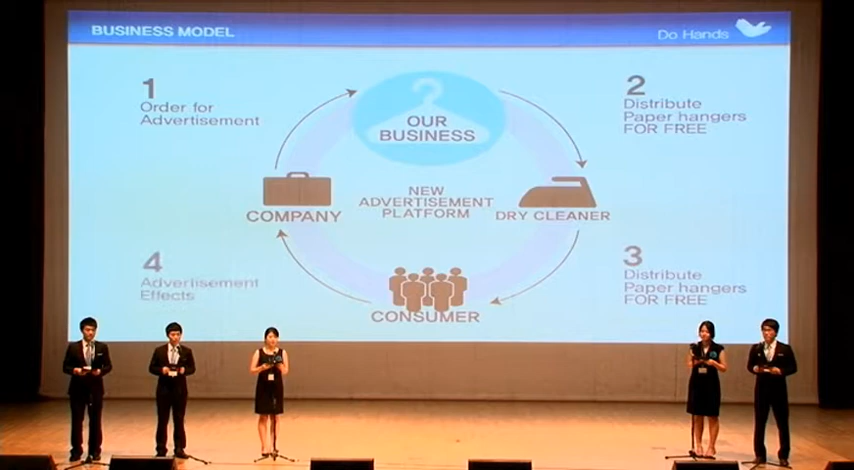 BUSINESS MODEL
Do Hands
1
Order for
Advertisement
OUR
BUSINESS
2
Distribute
Paper hangers
FOR FREE
COMPANY
NEW
ADVERTISEMENT
PLATFORM
DRY CLEANER
4
Advertisement
Effects
CONSUMER
3
Distribute
Paper hangers
FOR FREE